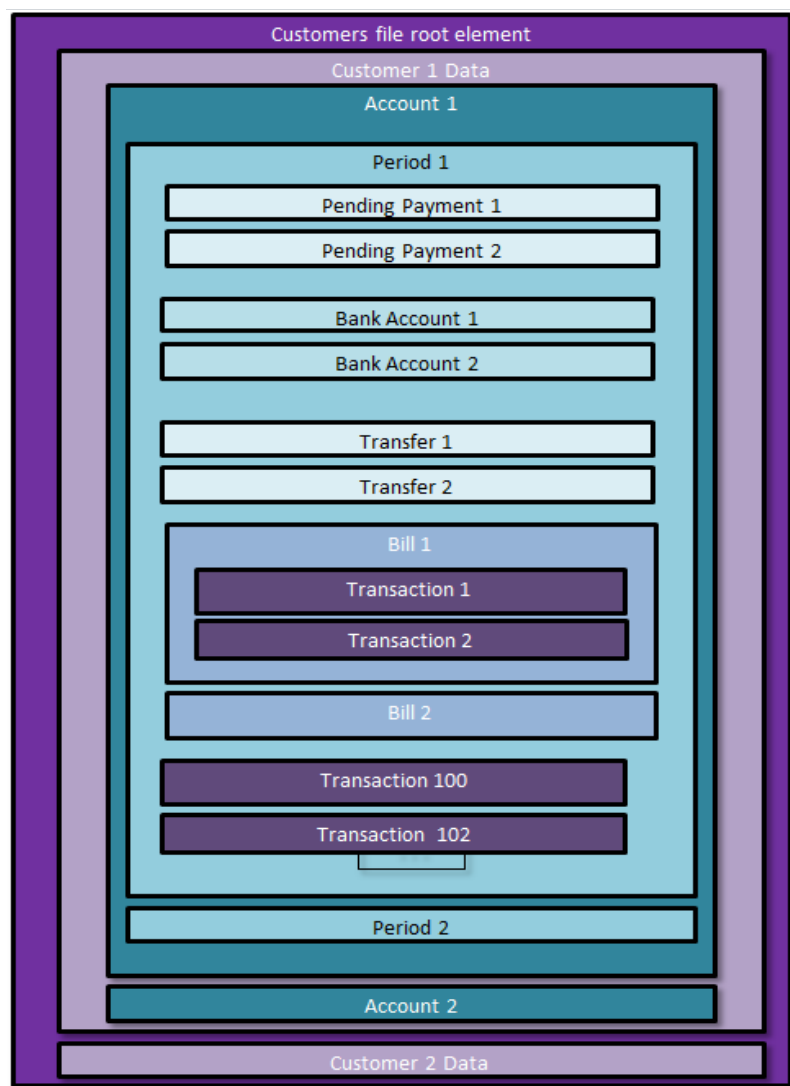 Customers file root element
Customer 1 Data
Account 1
Period 1
Pending Payment 1
Pending Payment 2
Bank Account 1
Bank Account 2
Transfer 1
Transfer 2
Bill 1
Transaction 1
Transaction 2
Bill 2
Transaction 100
Transaction 102
Period 2
Account 2
Customer 2 Data